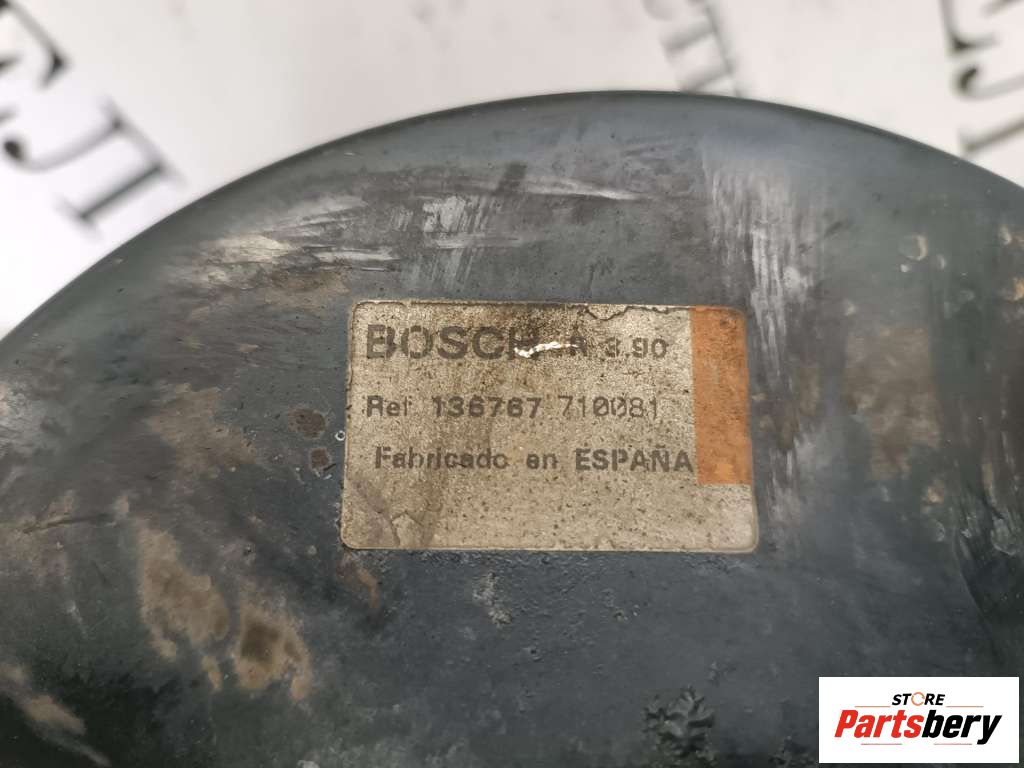 BOSCH 3.90
Ref 136767 710081
Fabricado en ESPAÑA
STORE
Partsbery